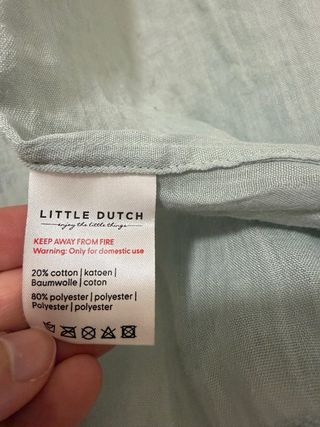 LITTLE DUTCH
enjoy the little things
KEEP AWAY FROM FIRE
Warning: Only for domestic use
20% cotton | katoen |
Baumwolle | coton
80% polyester | polyester |
Polyester | polyester